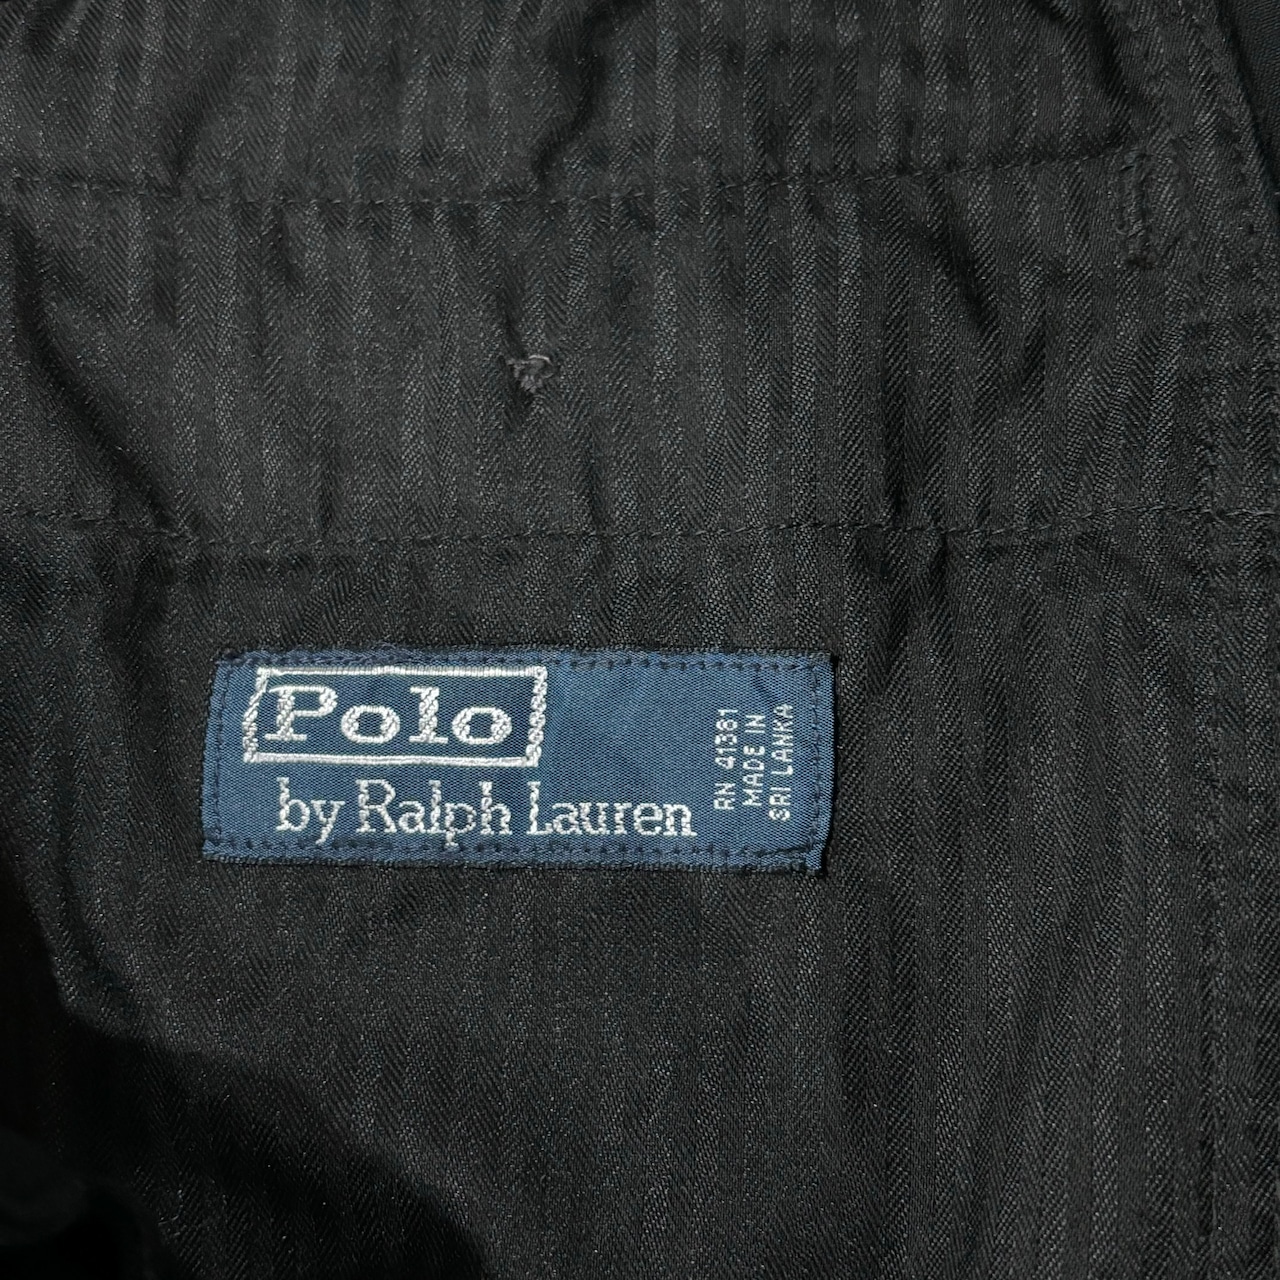 Polo
by Ralph Lauren
RN 41381
MADE IN
SRI LANKA